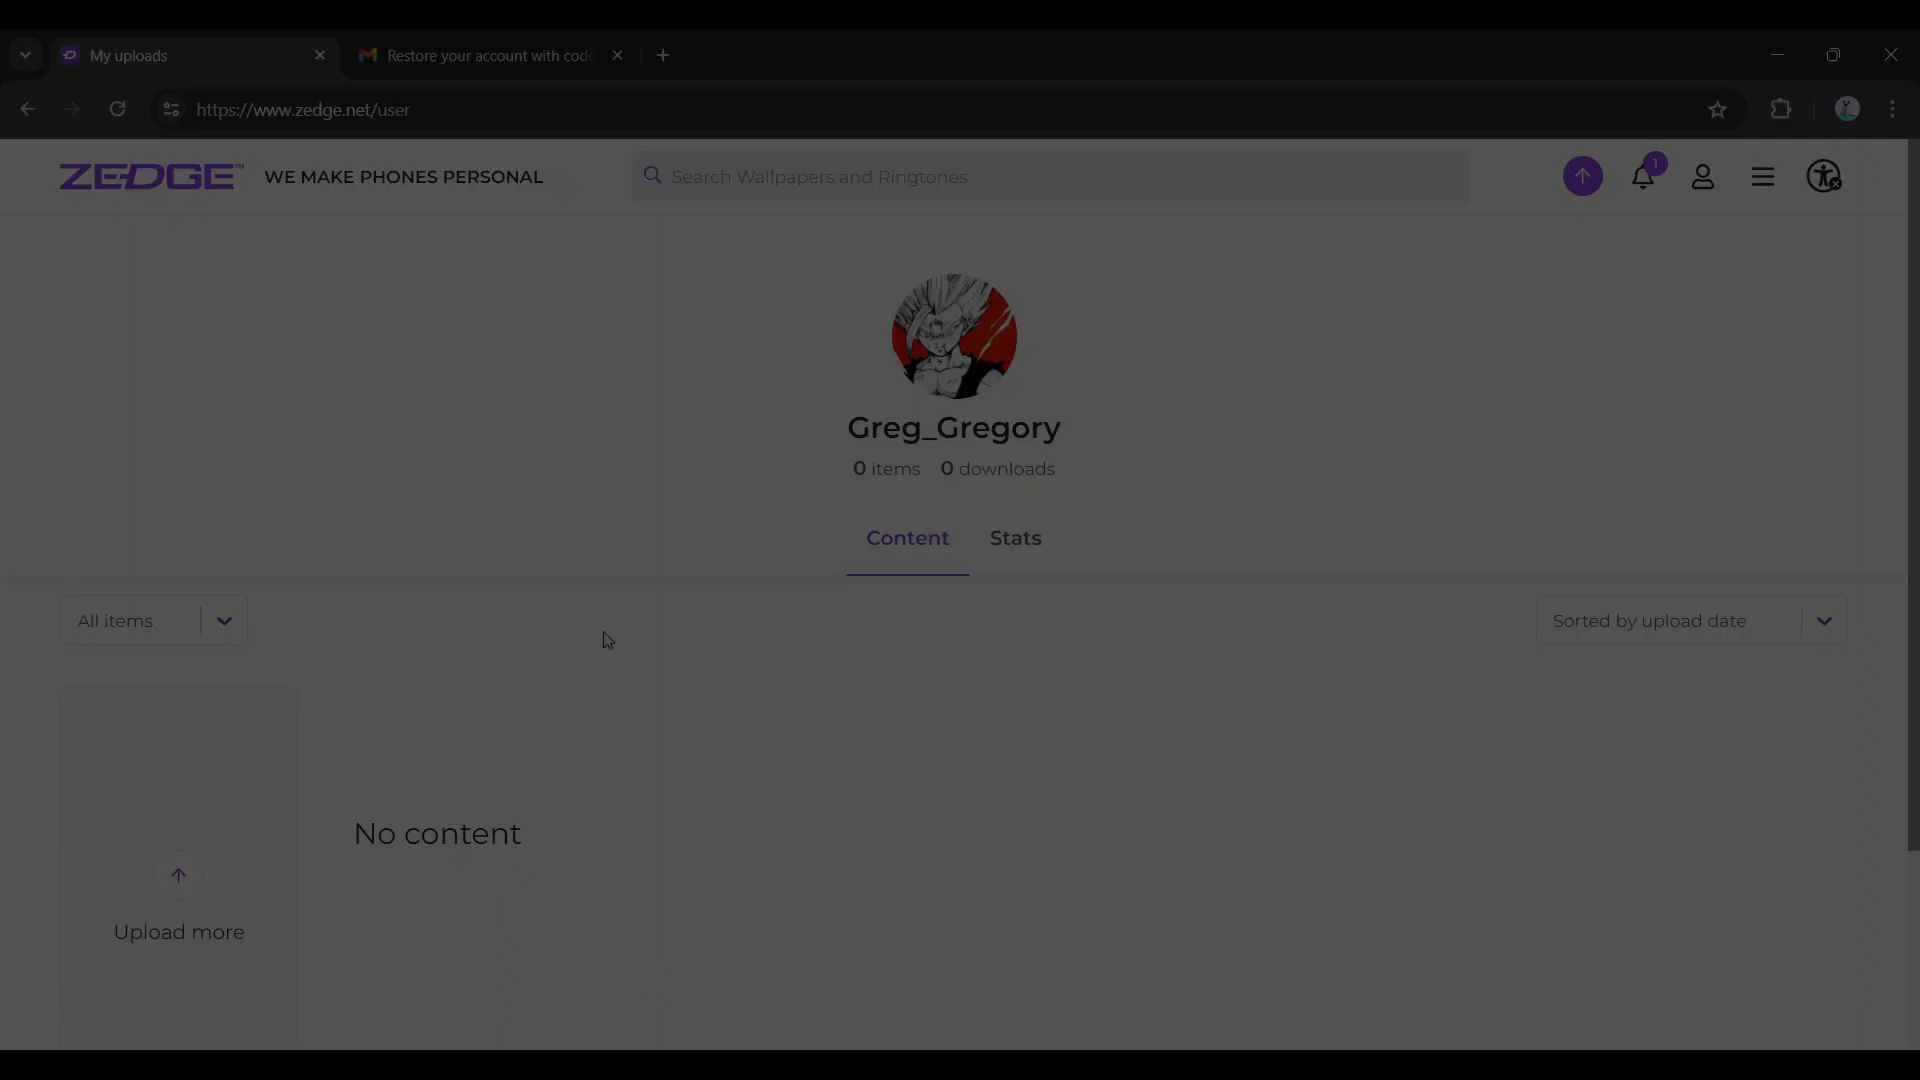 My uploads
Restore your account with code
https://www.zedge.net/user
ZEDGE™ WE MAKE PHONES PERSONAL
Search Wallpapers and Ringtones
1
Greg_Gregory
0 items 0 downloads
Content Stats
All items
Sorted by upload date
No content
Upload more